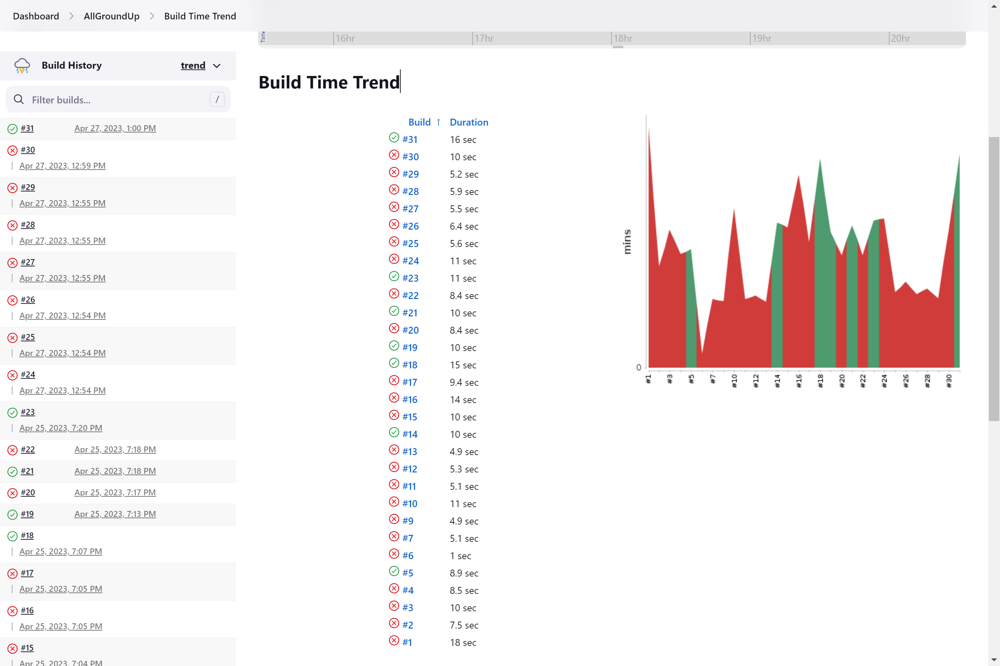 Dashboard > AllGroundUp > Build Time Trend
Time
16hr 17hr 18hr 19hr 20hr
Build History trend
Filter builds... /
#31 Apr 27, 2023, 1:00 PM
#30
Apr 27, 2023, 12:59 PM
#29
Apr 27, 2023, 12:55 PM
#28
Apr 27, 2023, 12:55 PM
#27
Apr 27, 2023, 12:55 PM
#26
Apr 27, 2023, 12:54 PM
#25
Apr 27, 2023, 12:54 PM
#24
Apr 27, 2023, 12:54 PM
#23
Apr 25, 2023, 7:20 PM
#22 Apr 25, 2023, 7:18 PM
#21 Apr 25, 2023, 7:18 PM
#20 Apr 25, 2023, 7:17 PM
#19 Apr 25, 2023, 7:13 PM
#18
Apr 25, 2023, 7:07 PM
#17
Apr 25, 2023, 7:05 PM
#16
Apr 25, 2023, 7:05 PM
#15
Apr 25, 2023, 7:04 PM
Build Time Trend
Build ↑ Duration
#31 16 sec
#30 10 sec
#29 5.2 sec
#28 5.9 sec
#27 5.5 sec
#26 6.4 sec
#25 5.6 sec
#24 11 sec
#23 11 sec
#22 8.4 sec
#21 10 sec
#20 8.4 sec
#19 10 sec
#18 15 sec
#17 9.4 sec
#16 14 sec
#15 10 sec
#14 10 sec
#13 4.9 sec
#12 5.3 sec
#11 5.1 sec
#10 11 sec
#9 4.9 sec
#7 5.1 sec
#6 1 sec
#5 8.9 sec
#4 8.5 sec
#3 10 sec
#2 7.5 sec
#1 18 sec
mins
0
#1 #3 #5 #7 #10 #12 #14 #16 #18 #20 #22 #24 #26 #28 #30